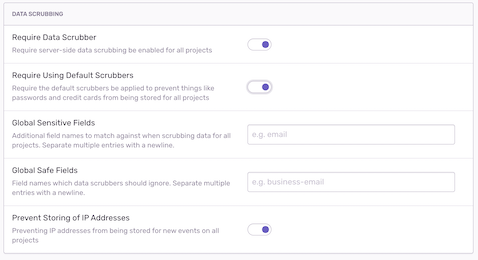 DATA SCRUBBING
Require Data Scrubber
Require server-side data scrubbing be enabled for all projects
Require Using Default Scrubbers
Require the default scrubbers be applied to prevent things like
passwords and credit cards from being stored for all projects
Global Sensitive Fields
Additional field names to match against when scrubbing data for all
projects. Separate multiple entries with a newline.
e.g. email
Global Safe Fields
Field names which data scrubbers should ignore. Separate multiple
entries with a newline.
e.g. business-email
Prevent Storing of IP Addresses
Preventing IP addresses from being stored for new events on all
projects